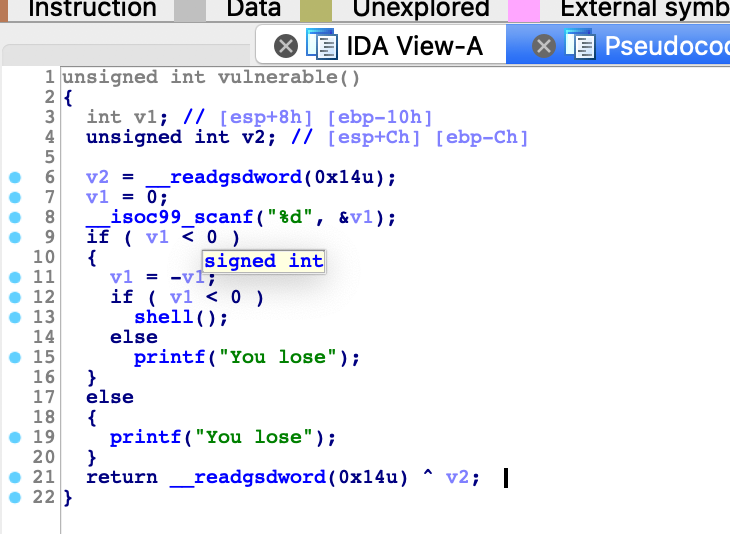 Instruction Data Unexplored External symb
IDA View-A Pseudocod
1 unsigned int vulnerable()
2 {
3 int v1; // [esp+8h] [ebp-10h]
4 unsigned int v2; // [esp+Ch] [ebp-Ch]
5
6 v2 = __readgsdword(0x14u);
7 v1 = 0;
8 __isoc99_scanf("%d", &v1);
9 if ( v1 < 0 )
10 {
signed int
11 v1 = -v1;
12 if ( v1 < 0 )
13 shell();
14 else
15 printf("You lose");
16 }
17 else
18 {
19 printf("You lose");
20 }
21 return __readgsdword(0x14u) ^ v2;
22 }